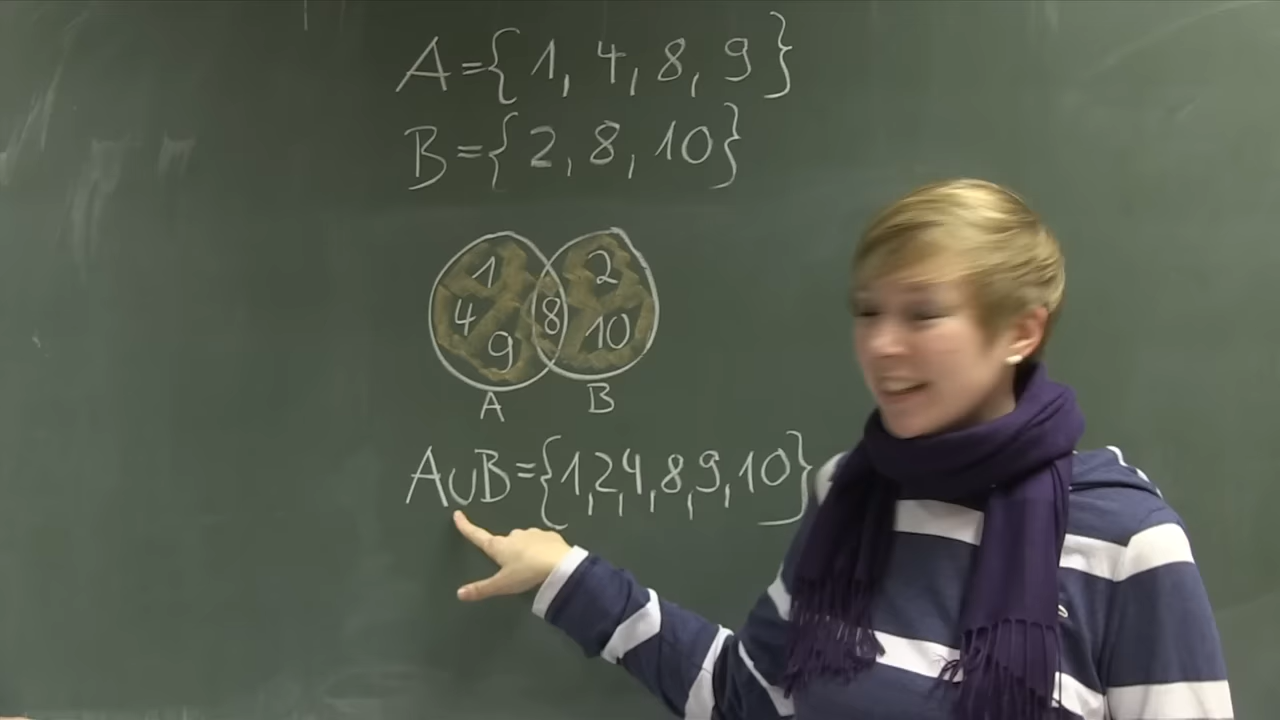 A={1, 4, 8, 9}
B={2, 8, 10}
1 2
4 8 10
9
A B
A∪B={1,2,4,8,9,10}